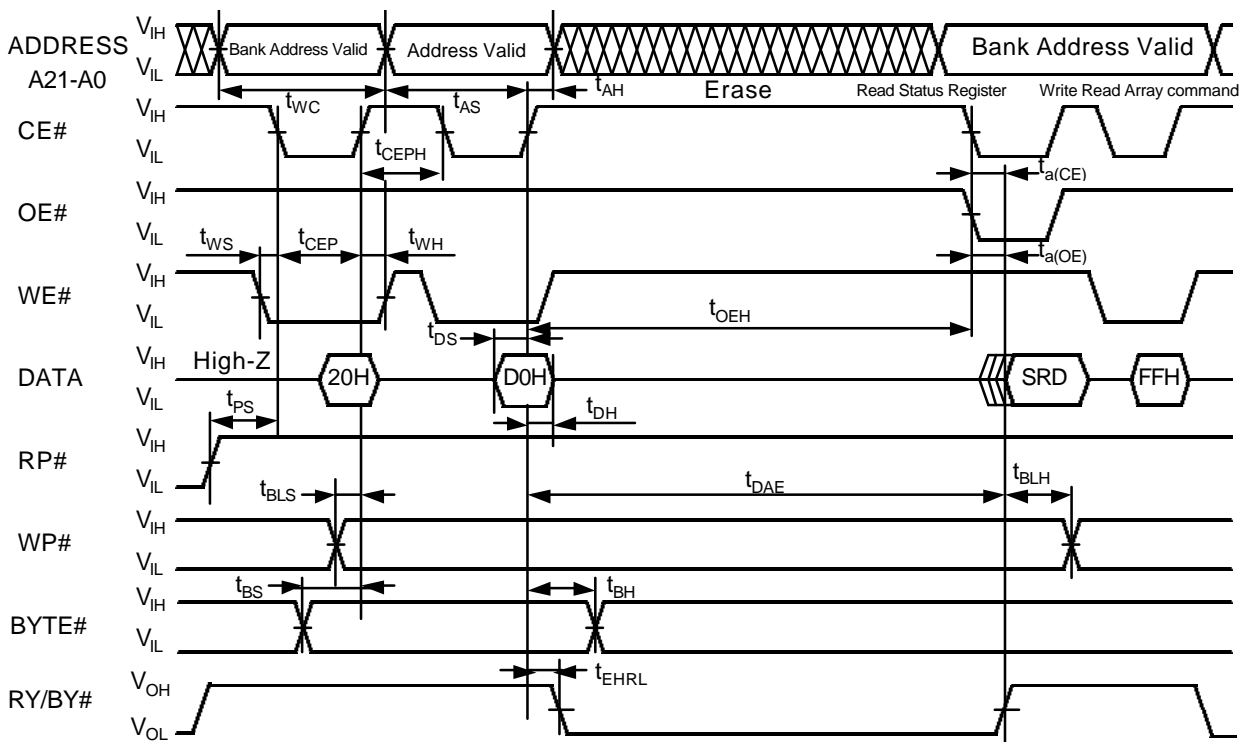 ADDRESS
A21-A0
VIH
VIL
Bank Address Valid
Address Valid
Bank Address Valid
tWC
tAS
tAH
Erase
Read Status Register
Write Read Array command
CE#
VIH
VIL
tCEPH
ta(CE)
OE#
VIH
VIL
tWS
tCEP
tWH
ta(OE)
WE#
VIH
VIL
tOEH
tDS
DATA
VIH
VIL
High-Z
20H
D0H
SRD
FFH
tPS
tDH
RP#
VIH
VIL
tBLS
tDAE
tBLH
WP#
VIH
VIL
tBS
tBH
BYTE#
VIH
VIL
tEHRL
RY/BY#
VOH
VOL